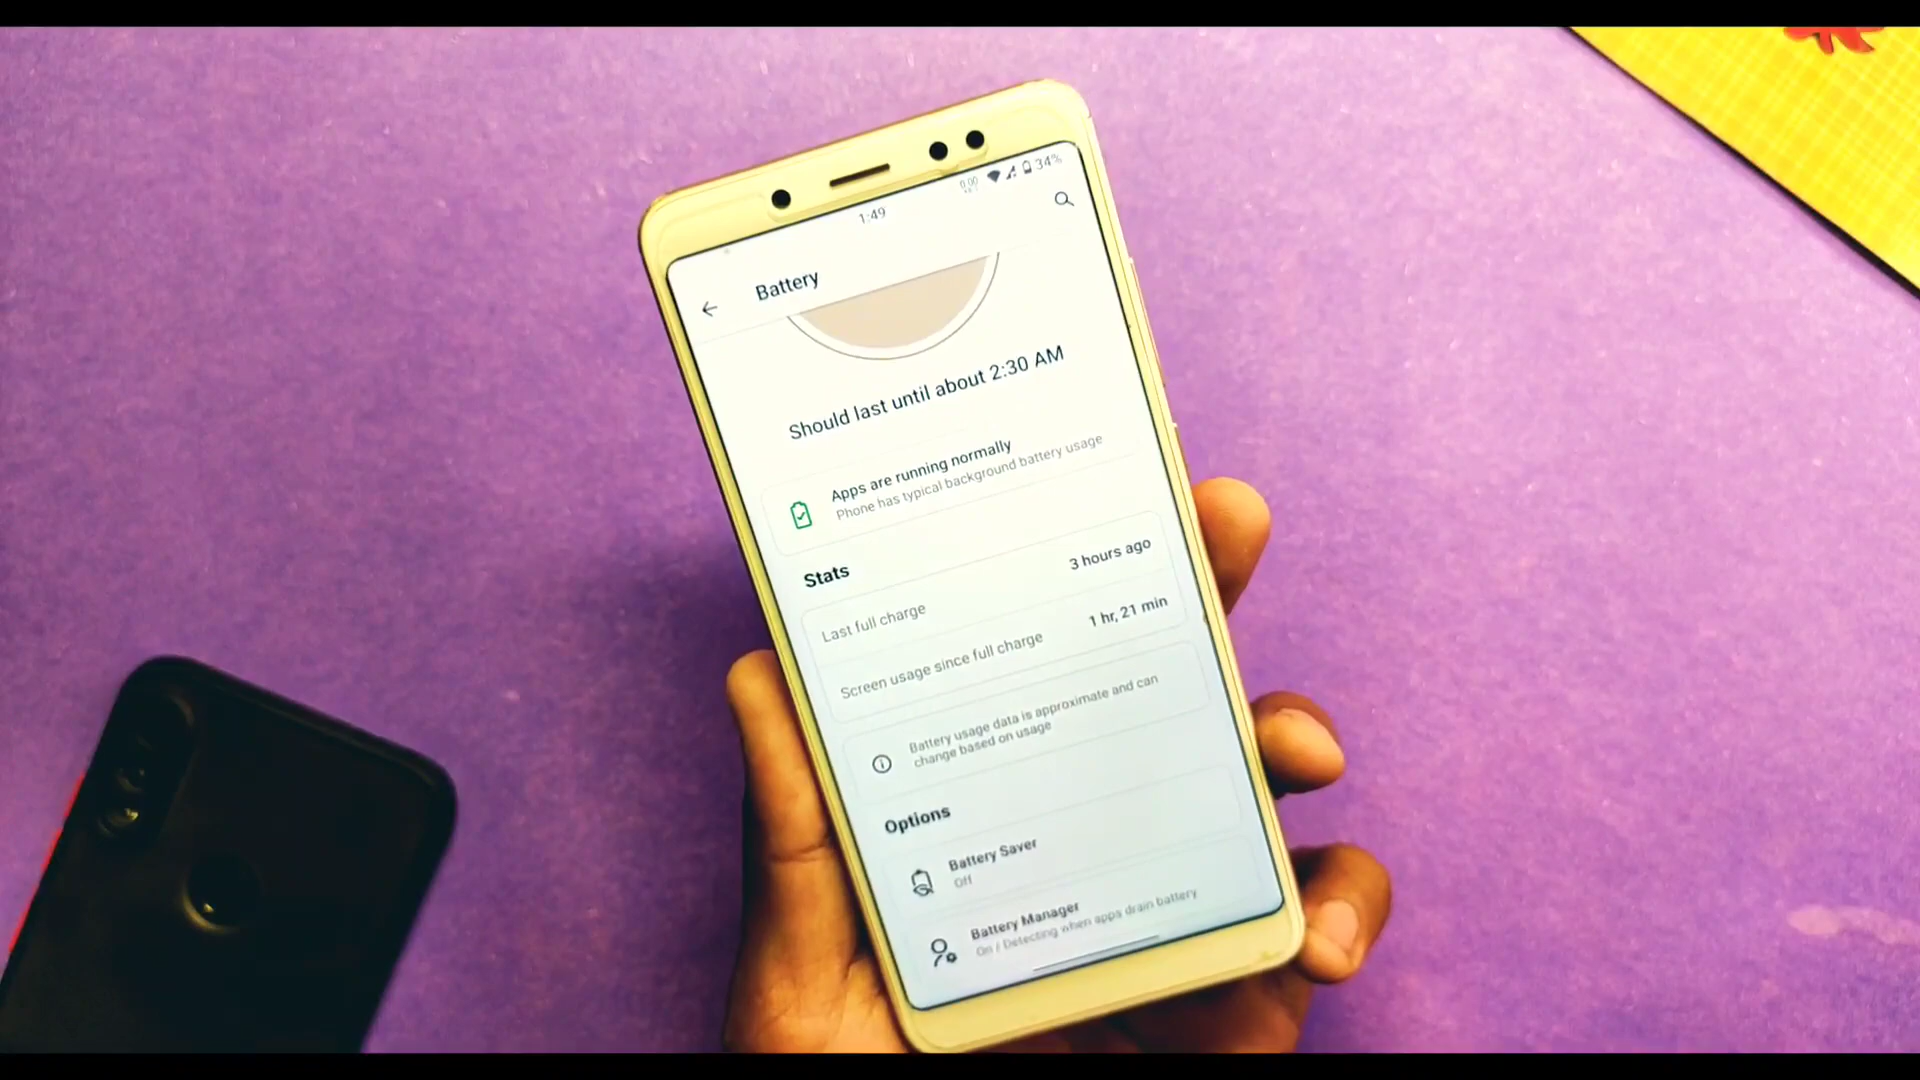 0.00
34%
1:49
Battery
Should last until about 2:30 AM
Apps are running normally
Phone has typical background battery usage
Stats
Last full charge
3 hours ago
Screen usage since full charge
1 hr, 21 min
Battery usage data is approximate and can
change based on usage
Options
Battery Saver
Off
Battery Manager
On / Detecting when apps drain battery